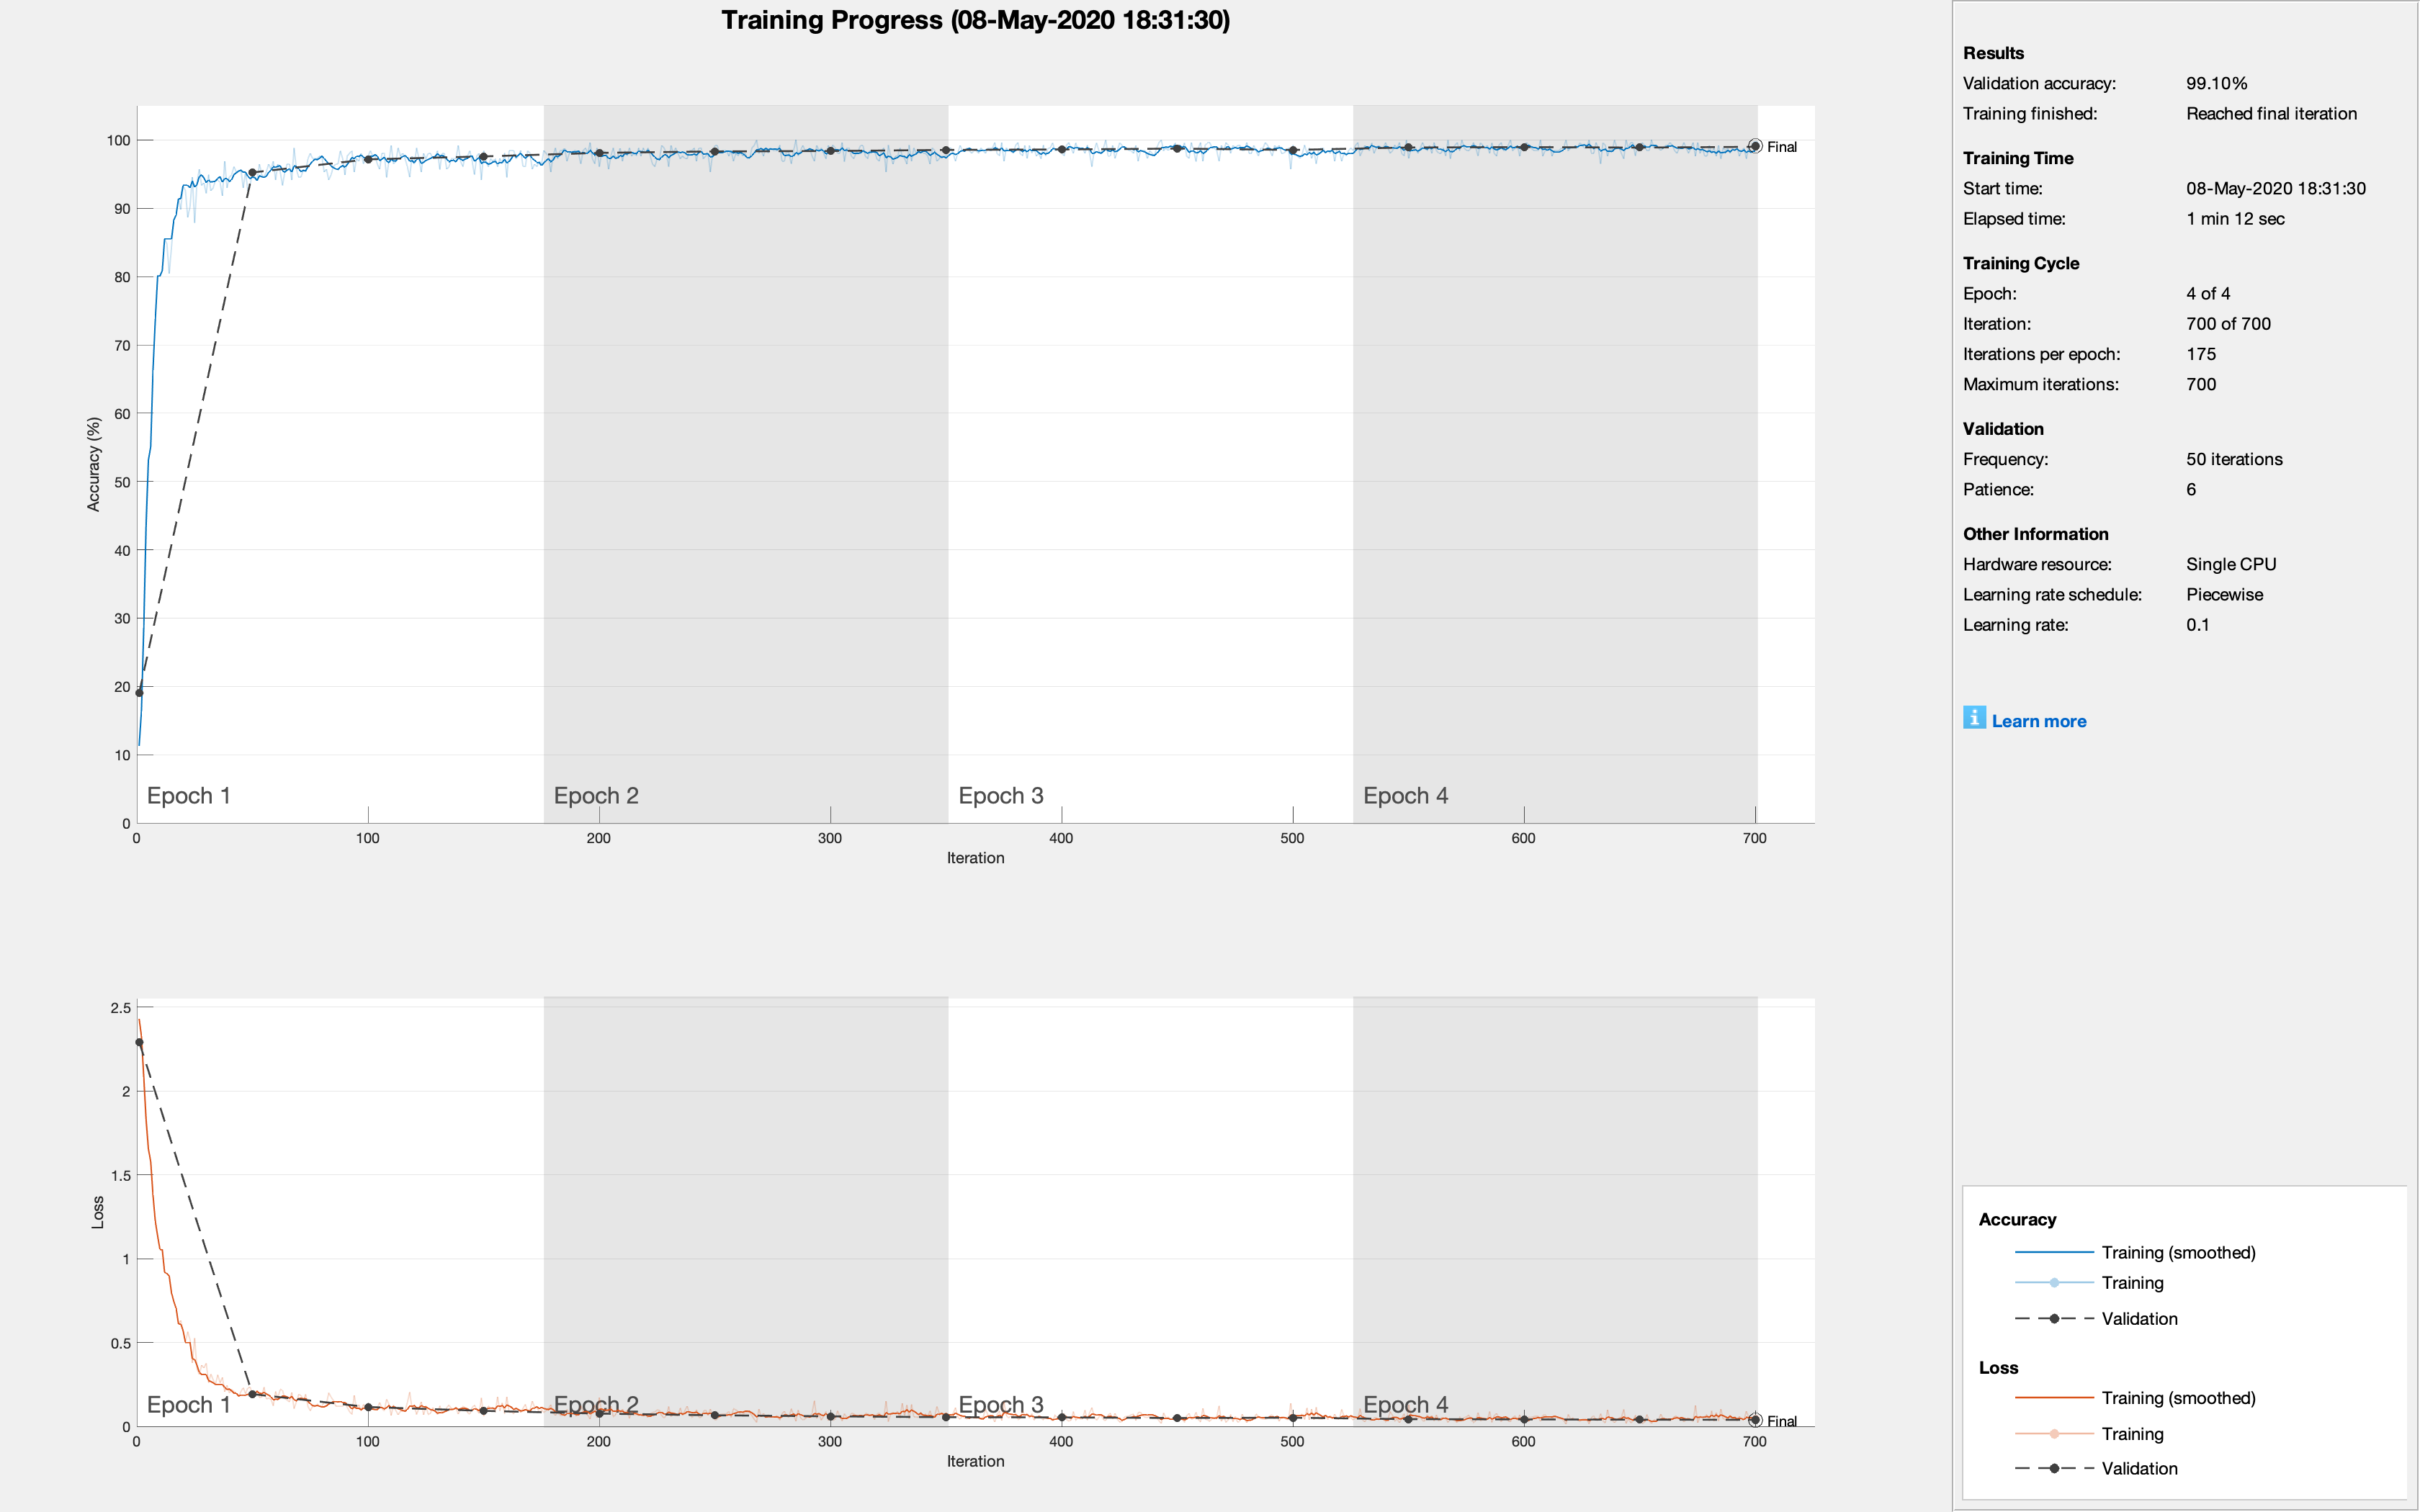 Training Progress (08-May-2020 18:31:30)
100
90
80
70
60
50
40
30
20
10
0
Accuracy (%)
Final
Epoch 1
Epoch 2
Epoch 3
Epoch 4
0
100
200
300
400
500
600
700
Iteration
2.5
2
1.5
1
0.5
0
Loss
Final
Epoch 1
Epoch 2
Epoch 3
Epoch 4
0
100
200
300
400
500
600
700
Iteration
Results
Validation accuracy: 99.10%
Training finished: Reached final iteration
Training Time
Start time: 08-May-2020 18:31:30
Elapsed time: 1 min 12 sec
Training Cycle
Epoch: 4 of 4
Iteration: 700 of 700
Iterations per epoch: 175
Maximum iterations: 700
Validation
Frequency: 50 iterations
Patience: 6
Other Information
Hardware resource: Single CPU
Learning rate schedule: Piecewise
Learning rate: 0.1
i Learn more
Accuracy
Training (smoothed)
Training
Validation
Loss
Training (smoothed)
Training
Validation